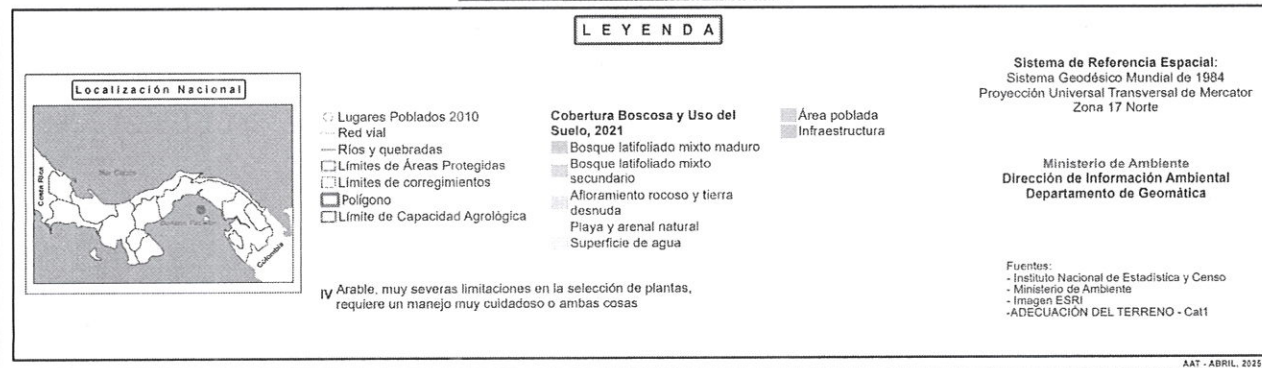 LEYENDA
Localización Nacional
Costa Rica
Mar Caribe
Colombia
Lugares Poblados 2010
Red vial
Ríos y quebradas
Límites de Áreas Protegidas
Límites de corregimientos
Polígono
Límite de Capacidad Agrológica
IV Arable, muy severas limitaciones en la selección de plantas,
requiere un manejo muy cuidadoso o ambas cosas
Cobertura Boscosa y Uso del
Suelo, 2021
Bosque latifoliado mixto maduro
Bosque latifoliado mixto
secundario
Afloramiento rocoso y tierra
desnuda
Playa y arenal natural
Superficie de agua
Área poblada
Infraestructura
Sistema de Referencia Espacial:
Sistema Geodésico Mundial de 1984
Proyección Universal Transversal de Mercator
Zona 17 Norte
Ministerio de Ambiente
Dirección de Información Ambiental
Departamento de Geomática
Fuentes:
- Instituto Nacional de Estadística y Censo
- Ministerio de Ambiente
- Imagen ESRI
-ADECUACIÓN DEL TERRENO - Cat1
AAT - ABRIL, 2025